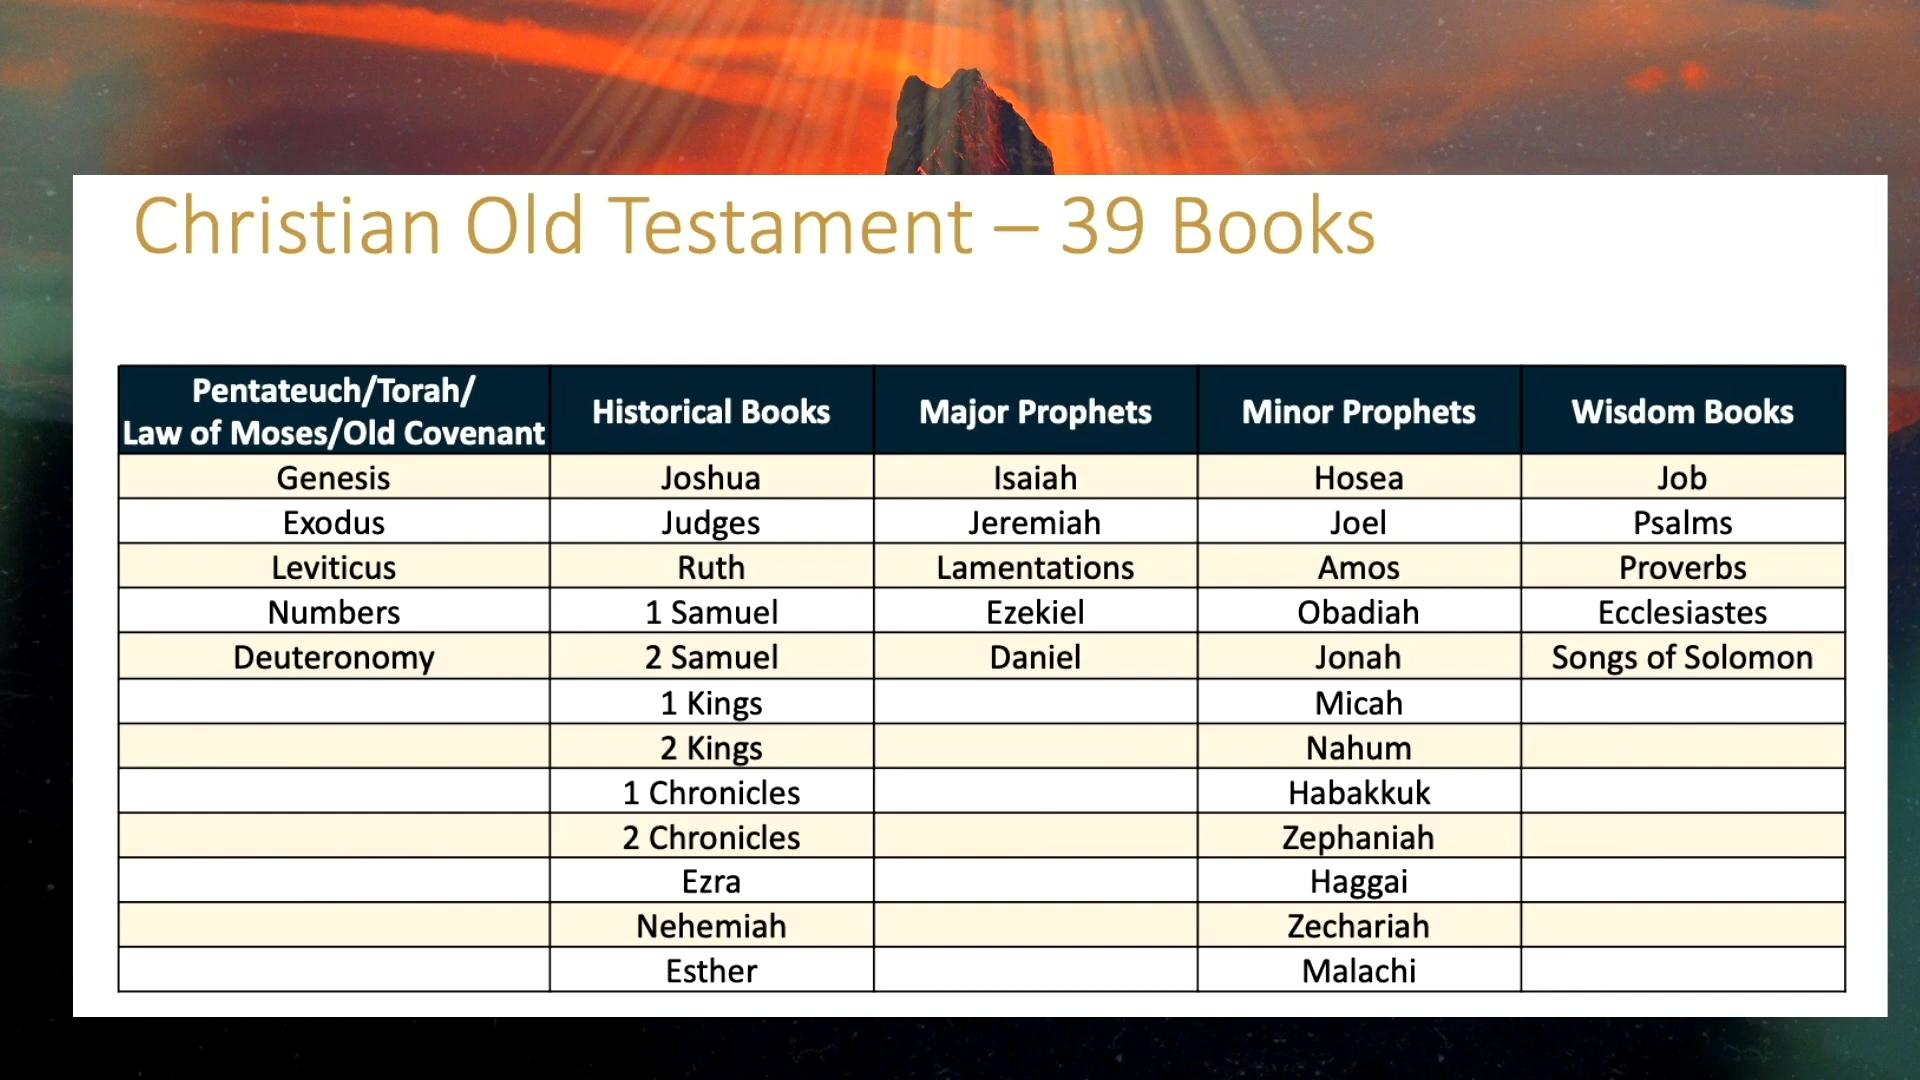 Christian Old Testament – 39 Books
Pentateuch/Torah/
Law of Moses/Old Covenant
Historical Books
Major Prophets
Minor Prophets
Wisdom Books
Genesis Joshua Isaiah Hosea Job
Exodus Judges Jeremiah Joel Psalms
Leviticus Ruth Lamentations Amos Proverbs
Numbers 1 Samuel Ezekiel Obadiah Ecclesiastes
Deuteronomy 2 Samuel Daniel Jonah Songs of Solomon
1 Kings Micah
2 Kings Nahum
1 Chronicles Habakkuk
2 Chronicles Zephaniah
Ezra Haggai
Nehemiah Zechariah
Esther Malachi